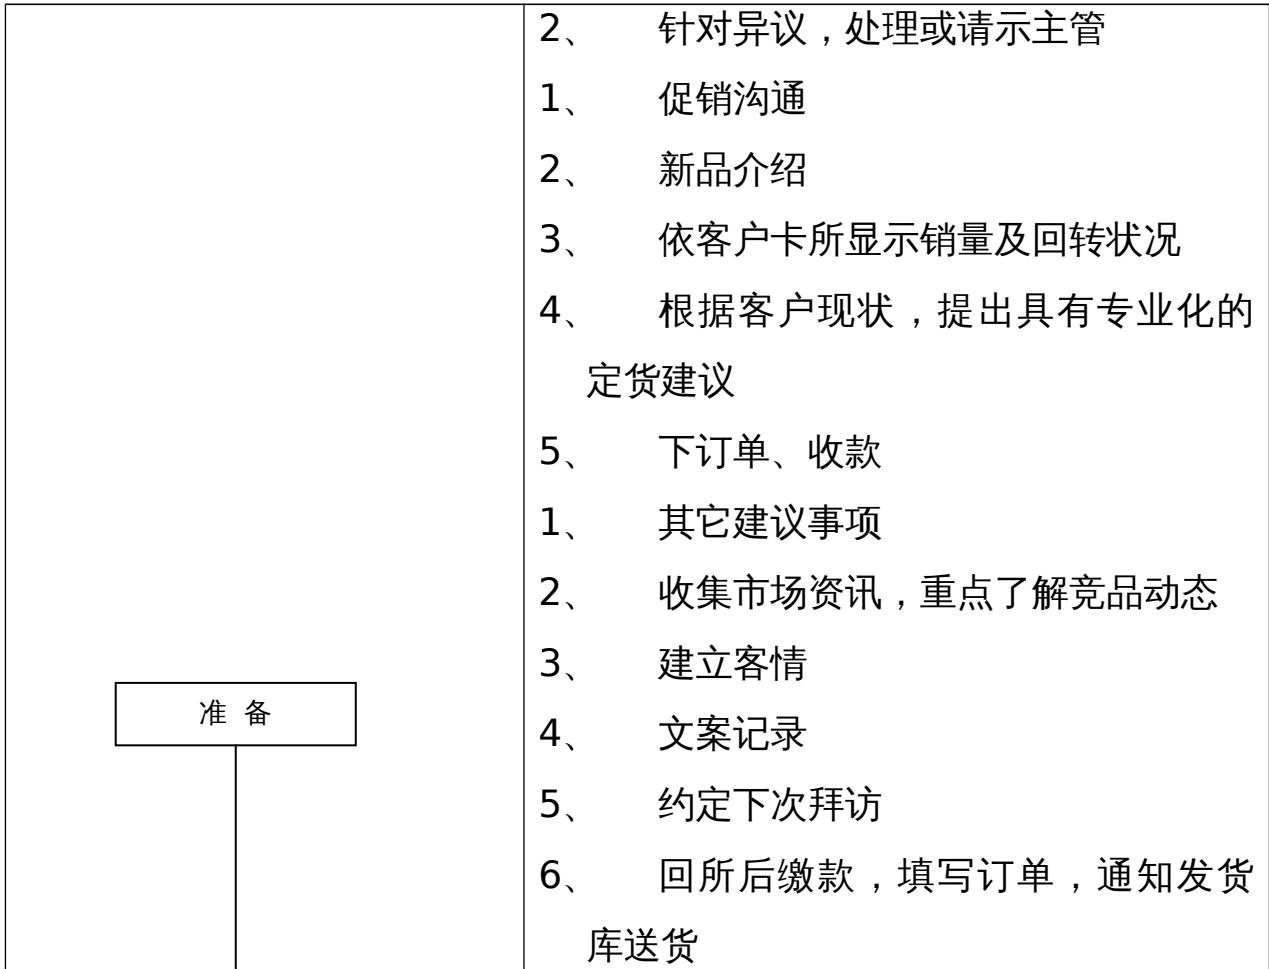 2、 针对异议，处理或请示主管
1、 促销沟通
2、 新品介绍
3、 依客户卡所显示销量及回转状况
4、 根据客户现状，提出具有专业化的
定货建议
5、 下订单、收款
1、 其它建议事项
2、 收集市场资讯，重点了解竞品动态
3、 建立客情
准 备
4、 文案记录
5、 约定下次拜访
6、 回所后缴款，填写订单，通知发货
库送货